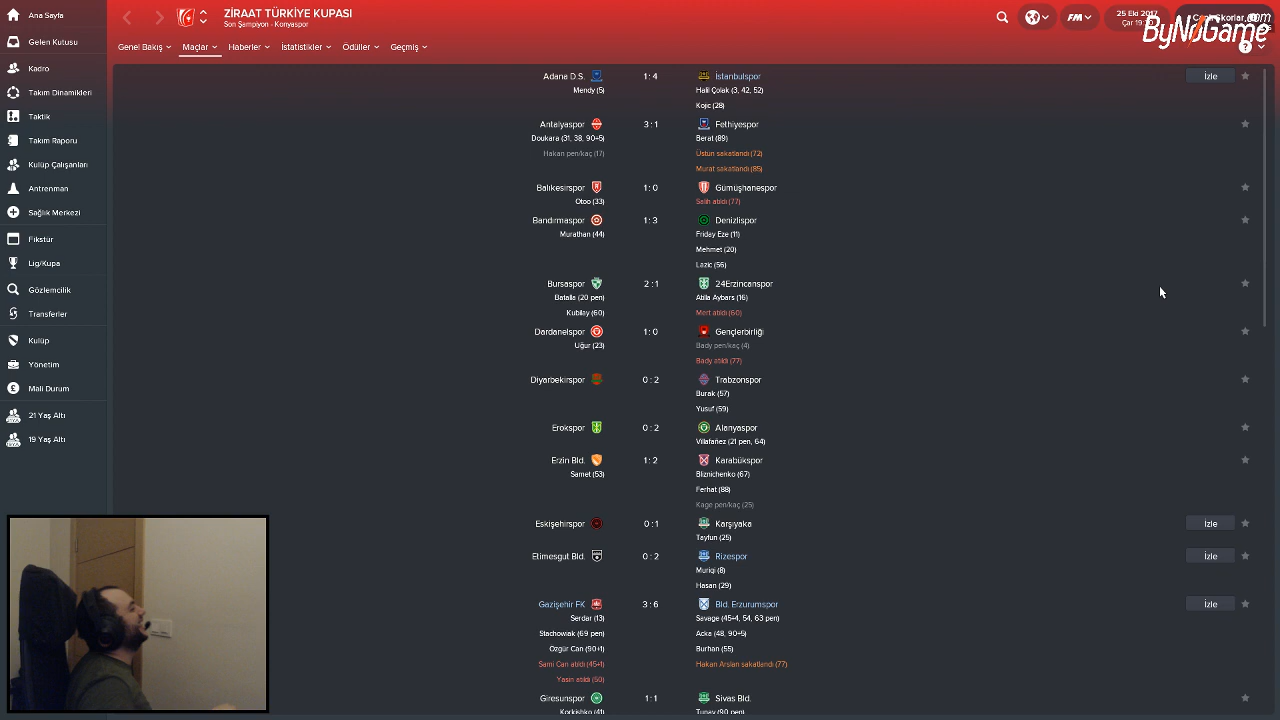 Ana Sayfa
Gelen Kutusu
Kadro
Takım Dinamikleri
Taktik
Takım Raporu
Kulüp Çalışanları
Antrenman
Sağlık Merkezi
Fikstür
Lig/Kupa
Gözlemcilik
Transferler
Kulüp
Yönetim
Mali Durum
21 Yaş Altı
19 Yaş Altı
ZİRAAT TÜRKİYE KUPASI
Son Şampiyon - Konyaspor
FM
25 Eki 2017
Çar
ByNoGame.com
Genel Bakış Maçlar Haberler İstatistikler Ödüller Geçmiş
Adana D.S. 1 : 4 İstanbulspor İzle
Mendy (5) Halil Çolak (3, 42, 52)
Kojic (28)
Antalyaspor 3 : 1 Fethiyespor
Doukara (31, 38, 90+5) Berat (89)
Hakan pen/kaç (17) Üstün sakatlandı (72)
Murat sakatlandı (85)
Balıkesirspor 1 : 0 Gümüşhanespor
Otoo (33) Salih atıldı (77)
Bandırmaspor 1 : 3 Denizlispor
Murathan (44) Friday Eze (11)
Mehmet (20)
Lazic (56)
Bursaspor 2 : 1 24Erzincanspor
Batalla (20 pen) Atilla Aybars (16)
Kubilay (60) Mert atıldı (60)
Dardanelspor 1 : 0 Gençlerbirliği
Uğur (23) Bady pen/kaç (4)
Bady atıldı (77)
Diyarbekirspor 0 : 2 Trabzonspor
Burak (57)
Yusuf (59)
Erokspor 0 : 2 Alanyaspor
Villafañez (21 pen, 64)
Erzin Bld. 1 : 2 Karabükspor
Samet (53) Bliznichenko (67)
Ferhat (88)
Kage pen/kaç (25)
Eskişehirspor 0 : 1 Karşıyaka İzle
Taylun (25)
Etimesgut Bld. 0 : 2 Rizespor İzle
Muriqi (8)
Hasan (29)
Gazişehir FK 3 : 6 Bld. Erzurumspor İzle
Serdar (13) Savage (45+4, 54, 63 pen)
Stachowiak (69 pen) Acka (48, 90+5)
Özgür Can (90+1) Burhan (55)
Sami Can atıldı (45+1) Hakan Arslan sakatlandı (77)
Yasin atıldı (50)
Giresunspor 1 : 1 Sivas Bld.
Korkishko (41) Tunay (90 pen)